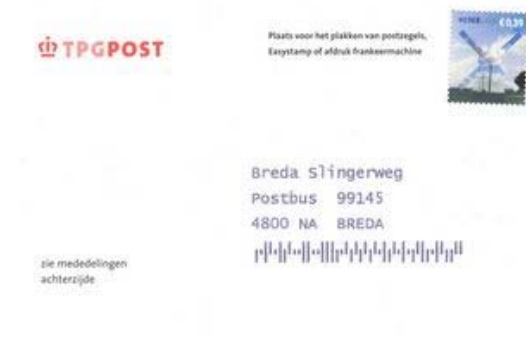 TPGPOST
Plaats voor het plakken van postzegels,
Easystamp of afdruk frankeermachine
€0,39
Breda Slingerweg
Postbus 99145
4800 NA BREDA
zie mededelingen
achterzijde